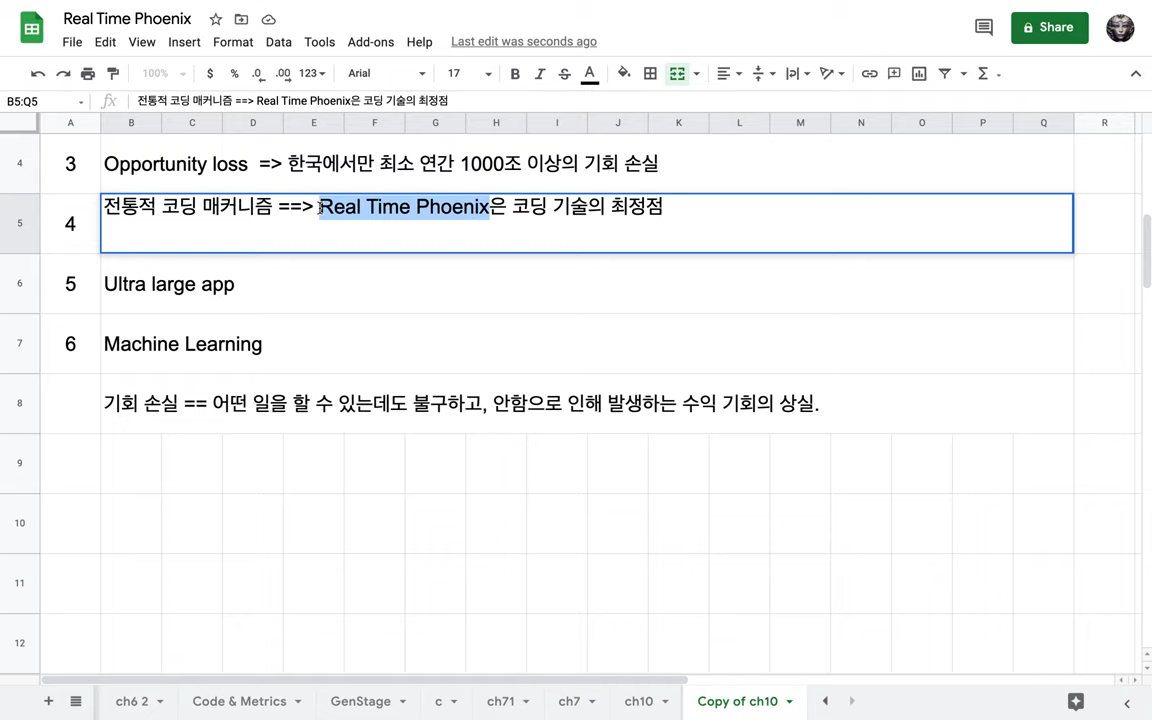 Real Time Phoenix
File Edit View Insert Format Data Tools Add-ons Help Last edit was seconds ago
Share
100% $ % .0 .00 123 Arial 17 B I S A Σ
B5:Q5 fx 전통적 코딩 매커니즘 ==> Real Time Phoenix은 코딩 기술의 최정점
A B C D E F G H I J K L M N O P Q R
4 3 Opportunity loss => 한국에서만 최소 연간 1000조 이상의 기회 손실
5 4 전통적 코딩 매커니즘 ==> Real Time Phoenix은 코딩 기술의 최정점
6 5 Ultra large app
7 6 Machine Learning
8 기회 손실 == 어떤 일을 할 수 있는데도 불구하고, 안함으로 인해 발생하는 수익 기회의 상실.
9
10
11
12
ch6 2 Code & Metrics GenStage c ch71 ch7 ch10 Copy of ch10